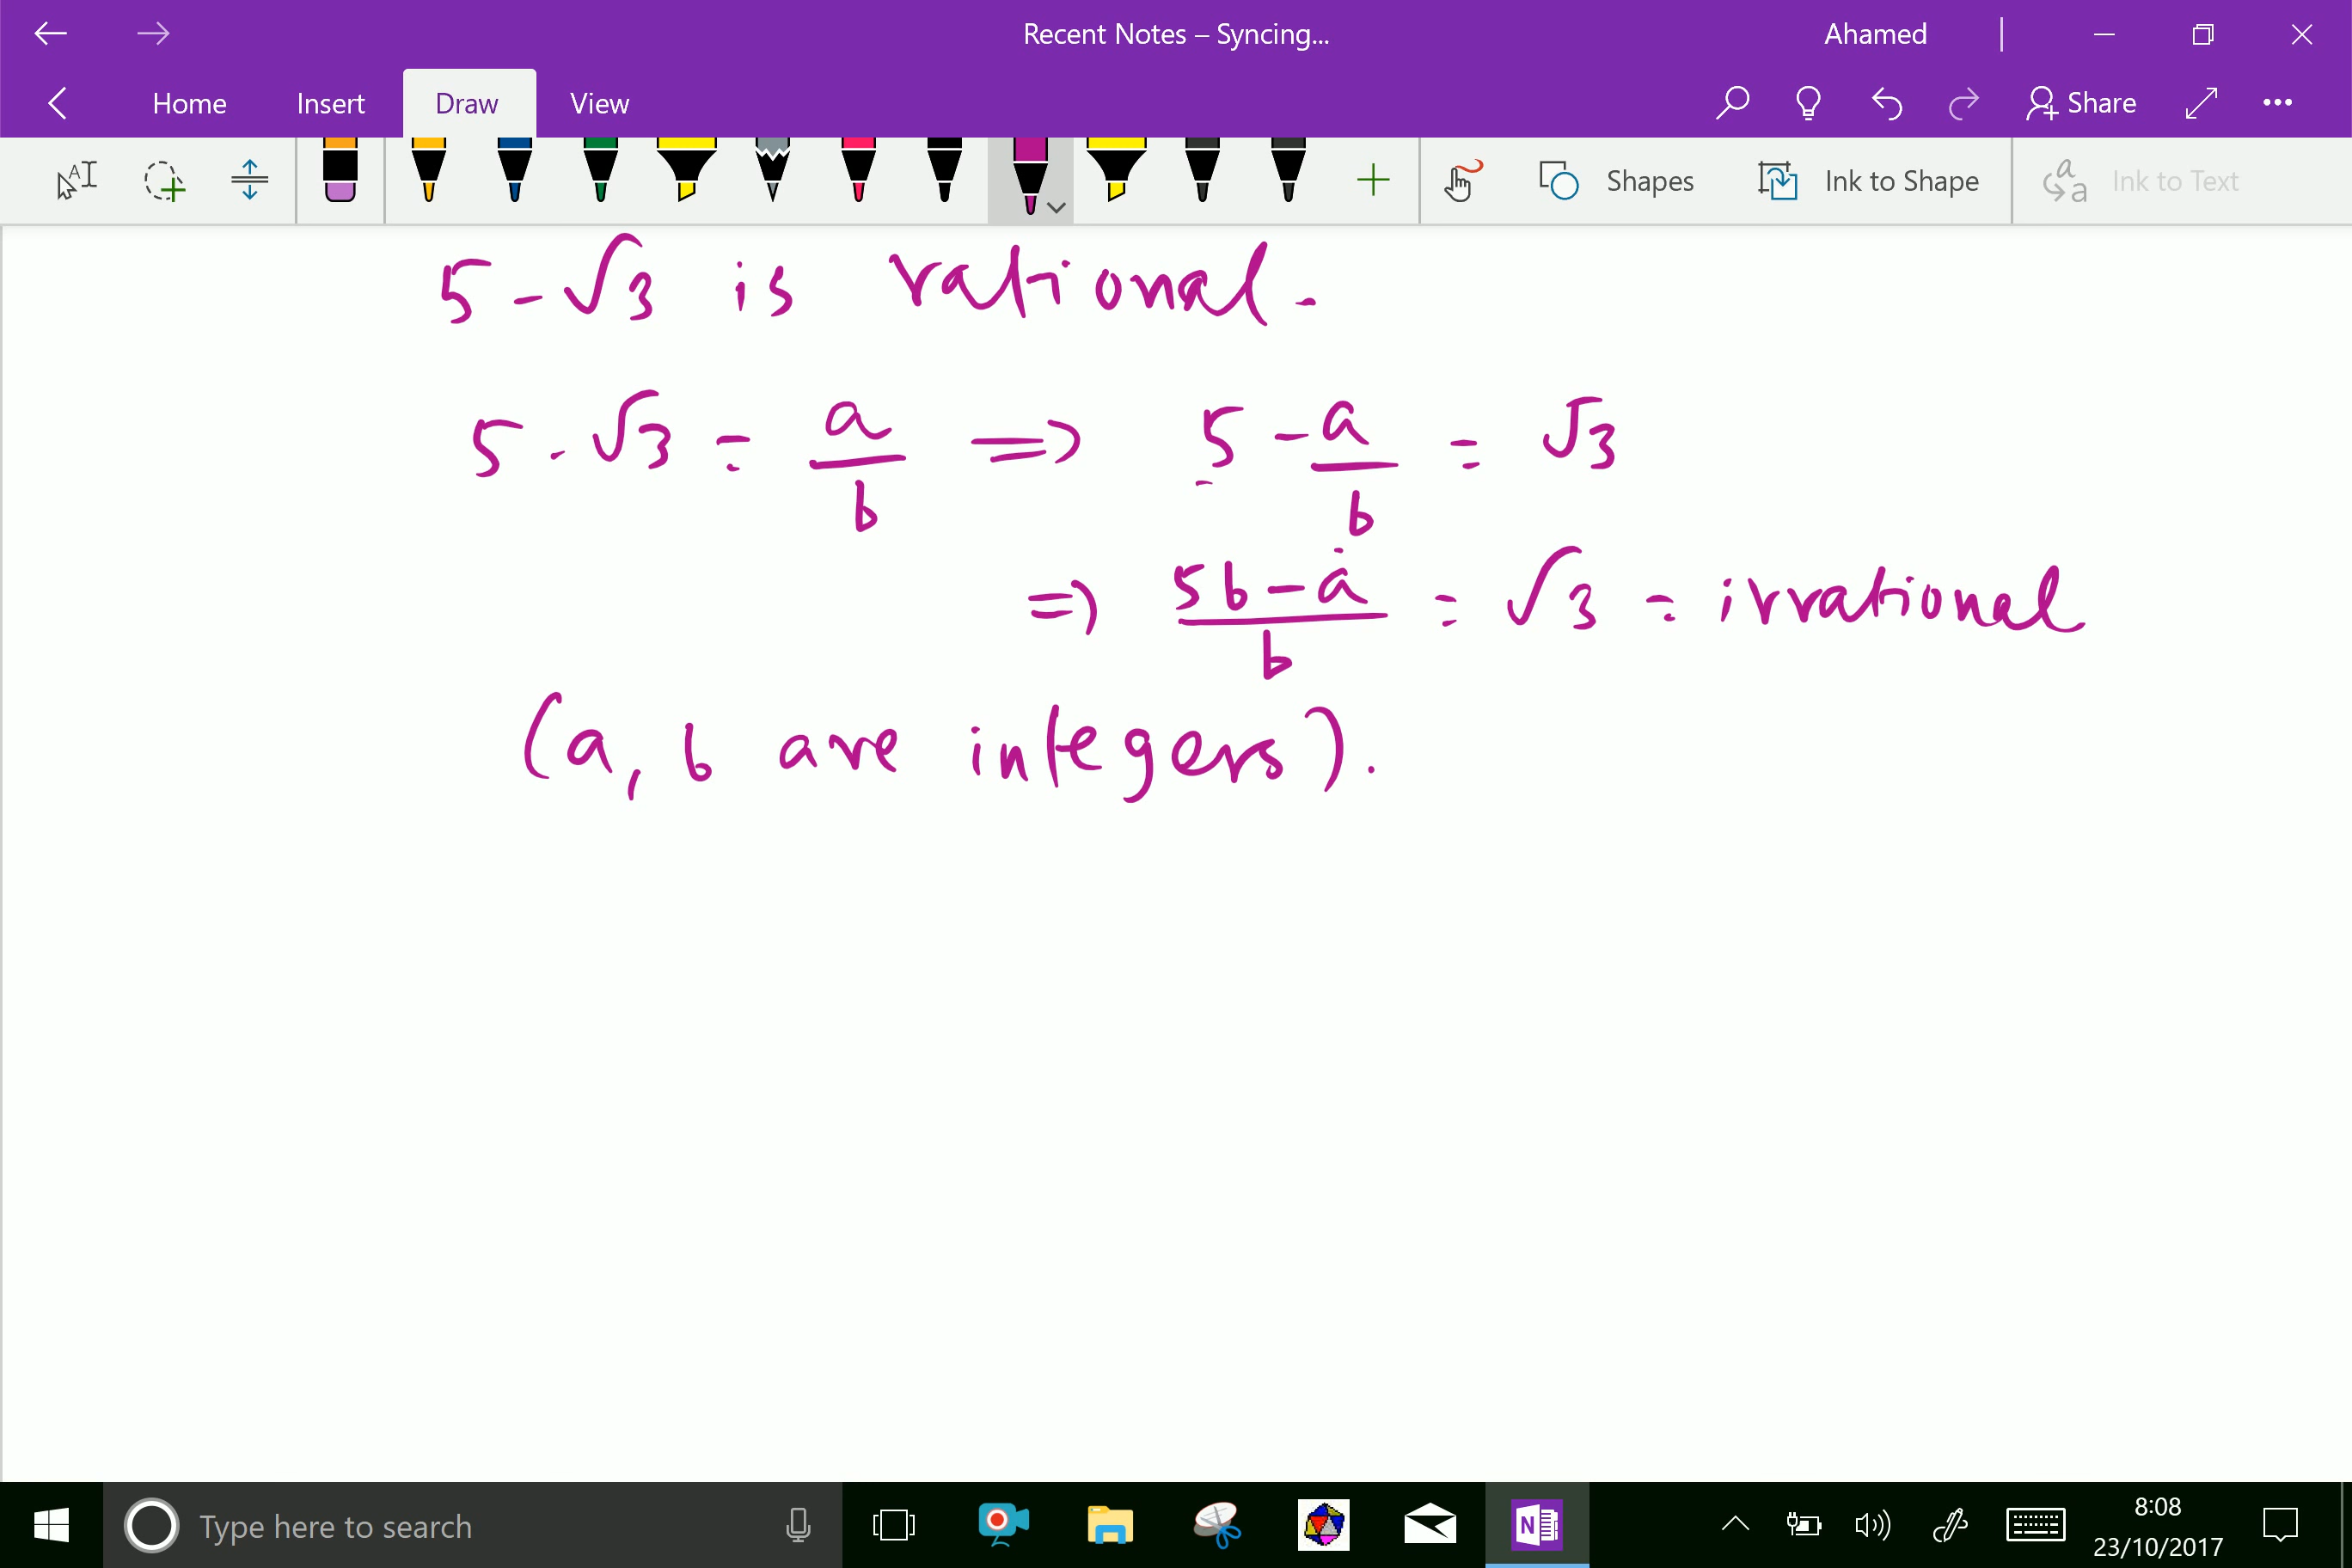 Recent Notes – Syncing...
Ahamed
Home Insert Draw View
Share
Shapes Ink to Shape Ink to Text
5 - √3 is rational.
5 - √3 = a/b => 5 - a/b = √3
=> 5b - a/b = √3 = irrational
(a, b are integers).
Type here to search
8:08
23/10/2017